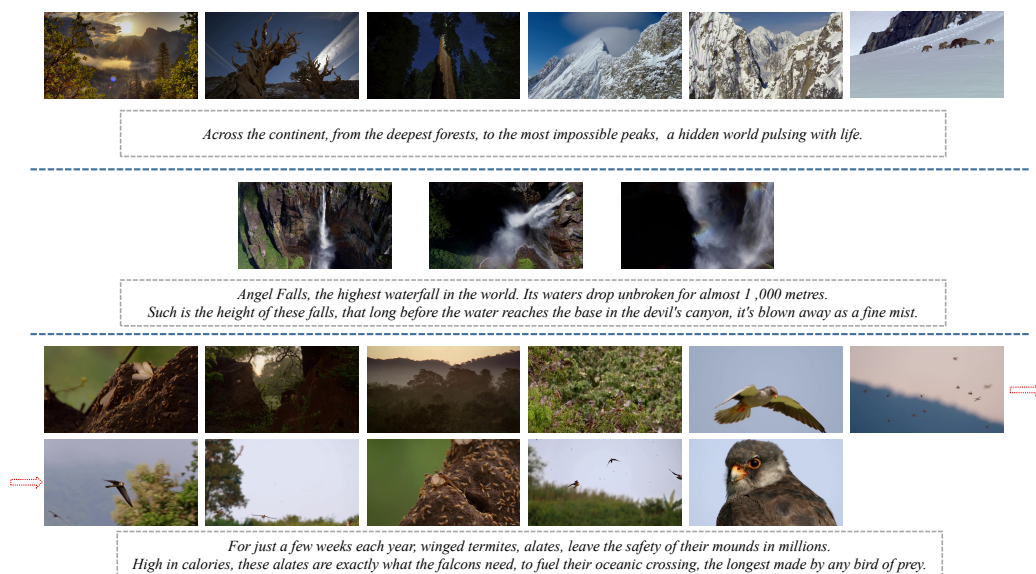 Across the continent, from the deepest forests, to the most impossible peaks,  a hidden world pulsing with life.
Angel Falls, the highest waterfall in the world. Its waters drop unbroken for almost 1 ,000 metres.
Such is the height of these falls, that long before the water reaches the base in the devil's canyon, it's blown away as a fine mist.
For just a few weeks each year, winged termites, alates, leave the safety of their mounds in millions.
High in calories, these alates are exactly what the falcons need, to fuel their oceanic crossing, the longest made by any bird of prey.